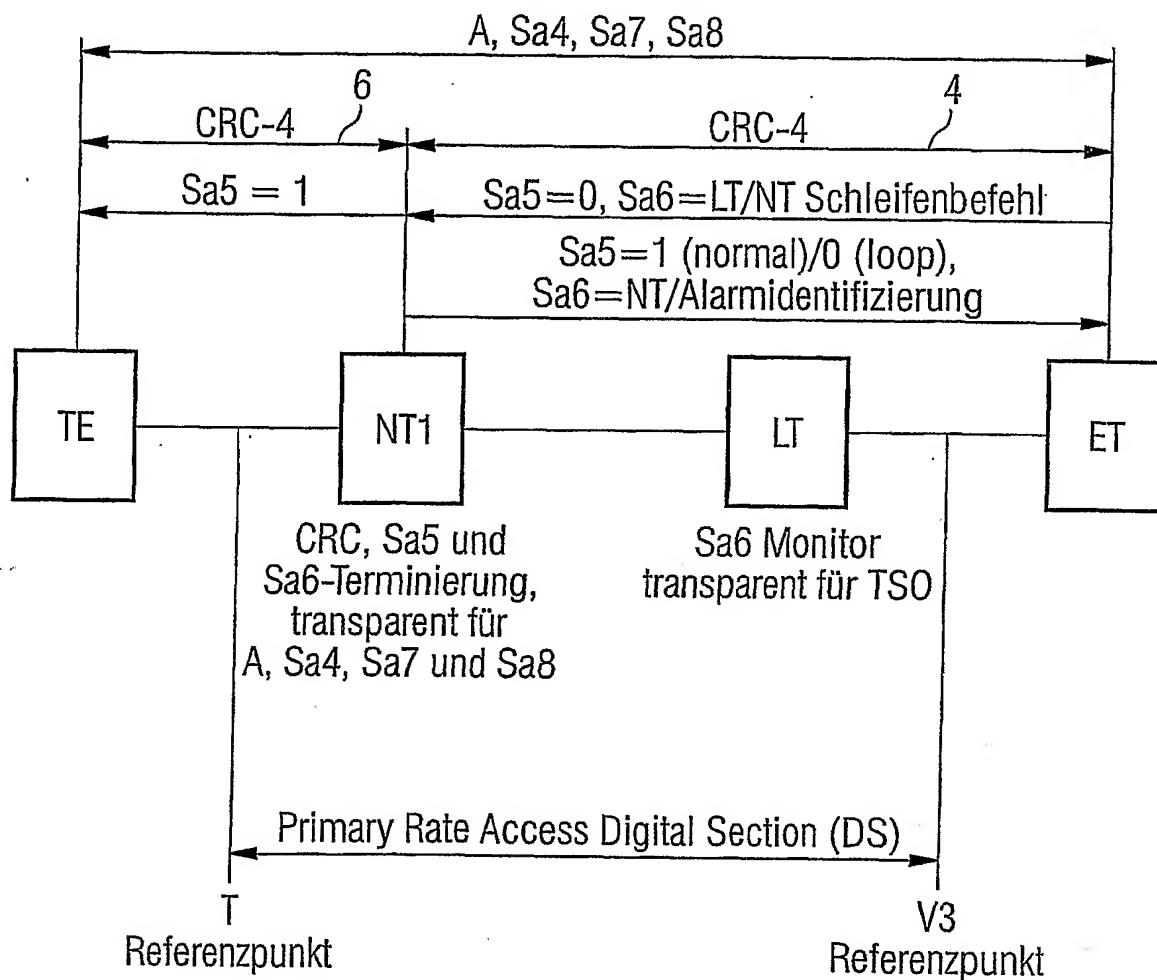 A, Sa4, Sa7, Sa8
6
4
CRC-4
CRC-4
Sa5 = 1
Sa5=0, Sa6=LT/NT Schleifenbefehl
Sa5=1 (normal)/0 (loop),
Sa6=NT/Alarmidentifizierung
TE
NT1
LT
ET
CRC, Sa5 und
Sa6-Terminierung,
transparent für
A, Sa4, Sa7 und Sa8
Sa6 Monitor
transparent für TSO
Primary Rate Access Digital Section (DS)
T
Referenzpunkt
V3
Referenzpunkt